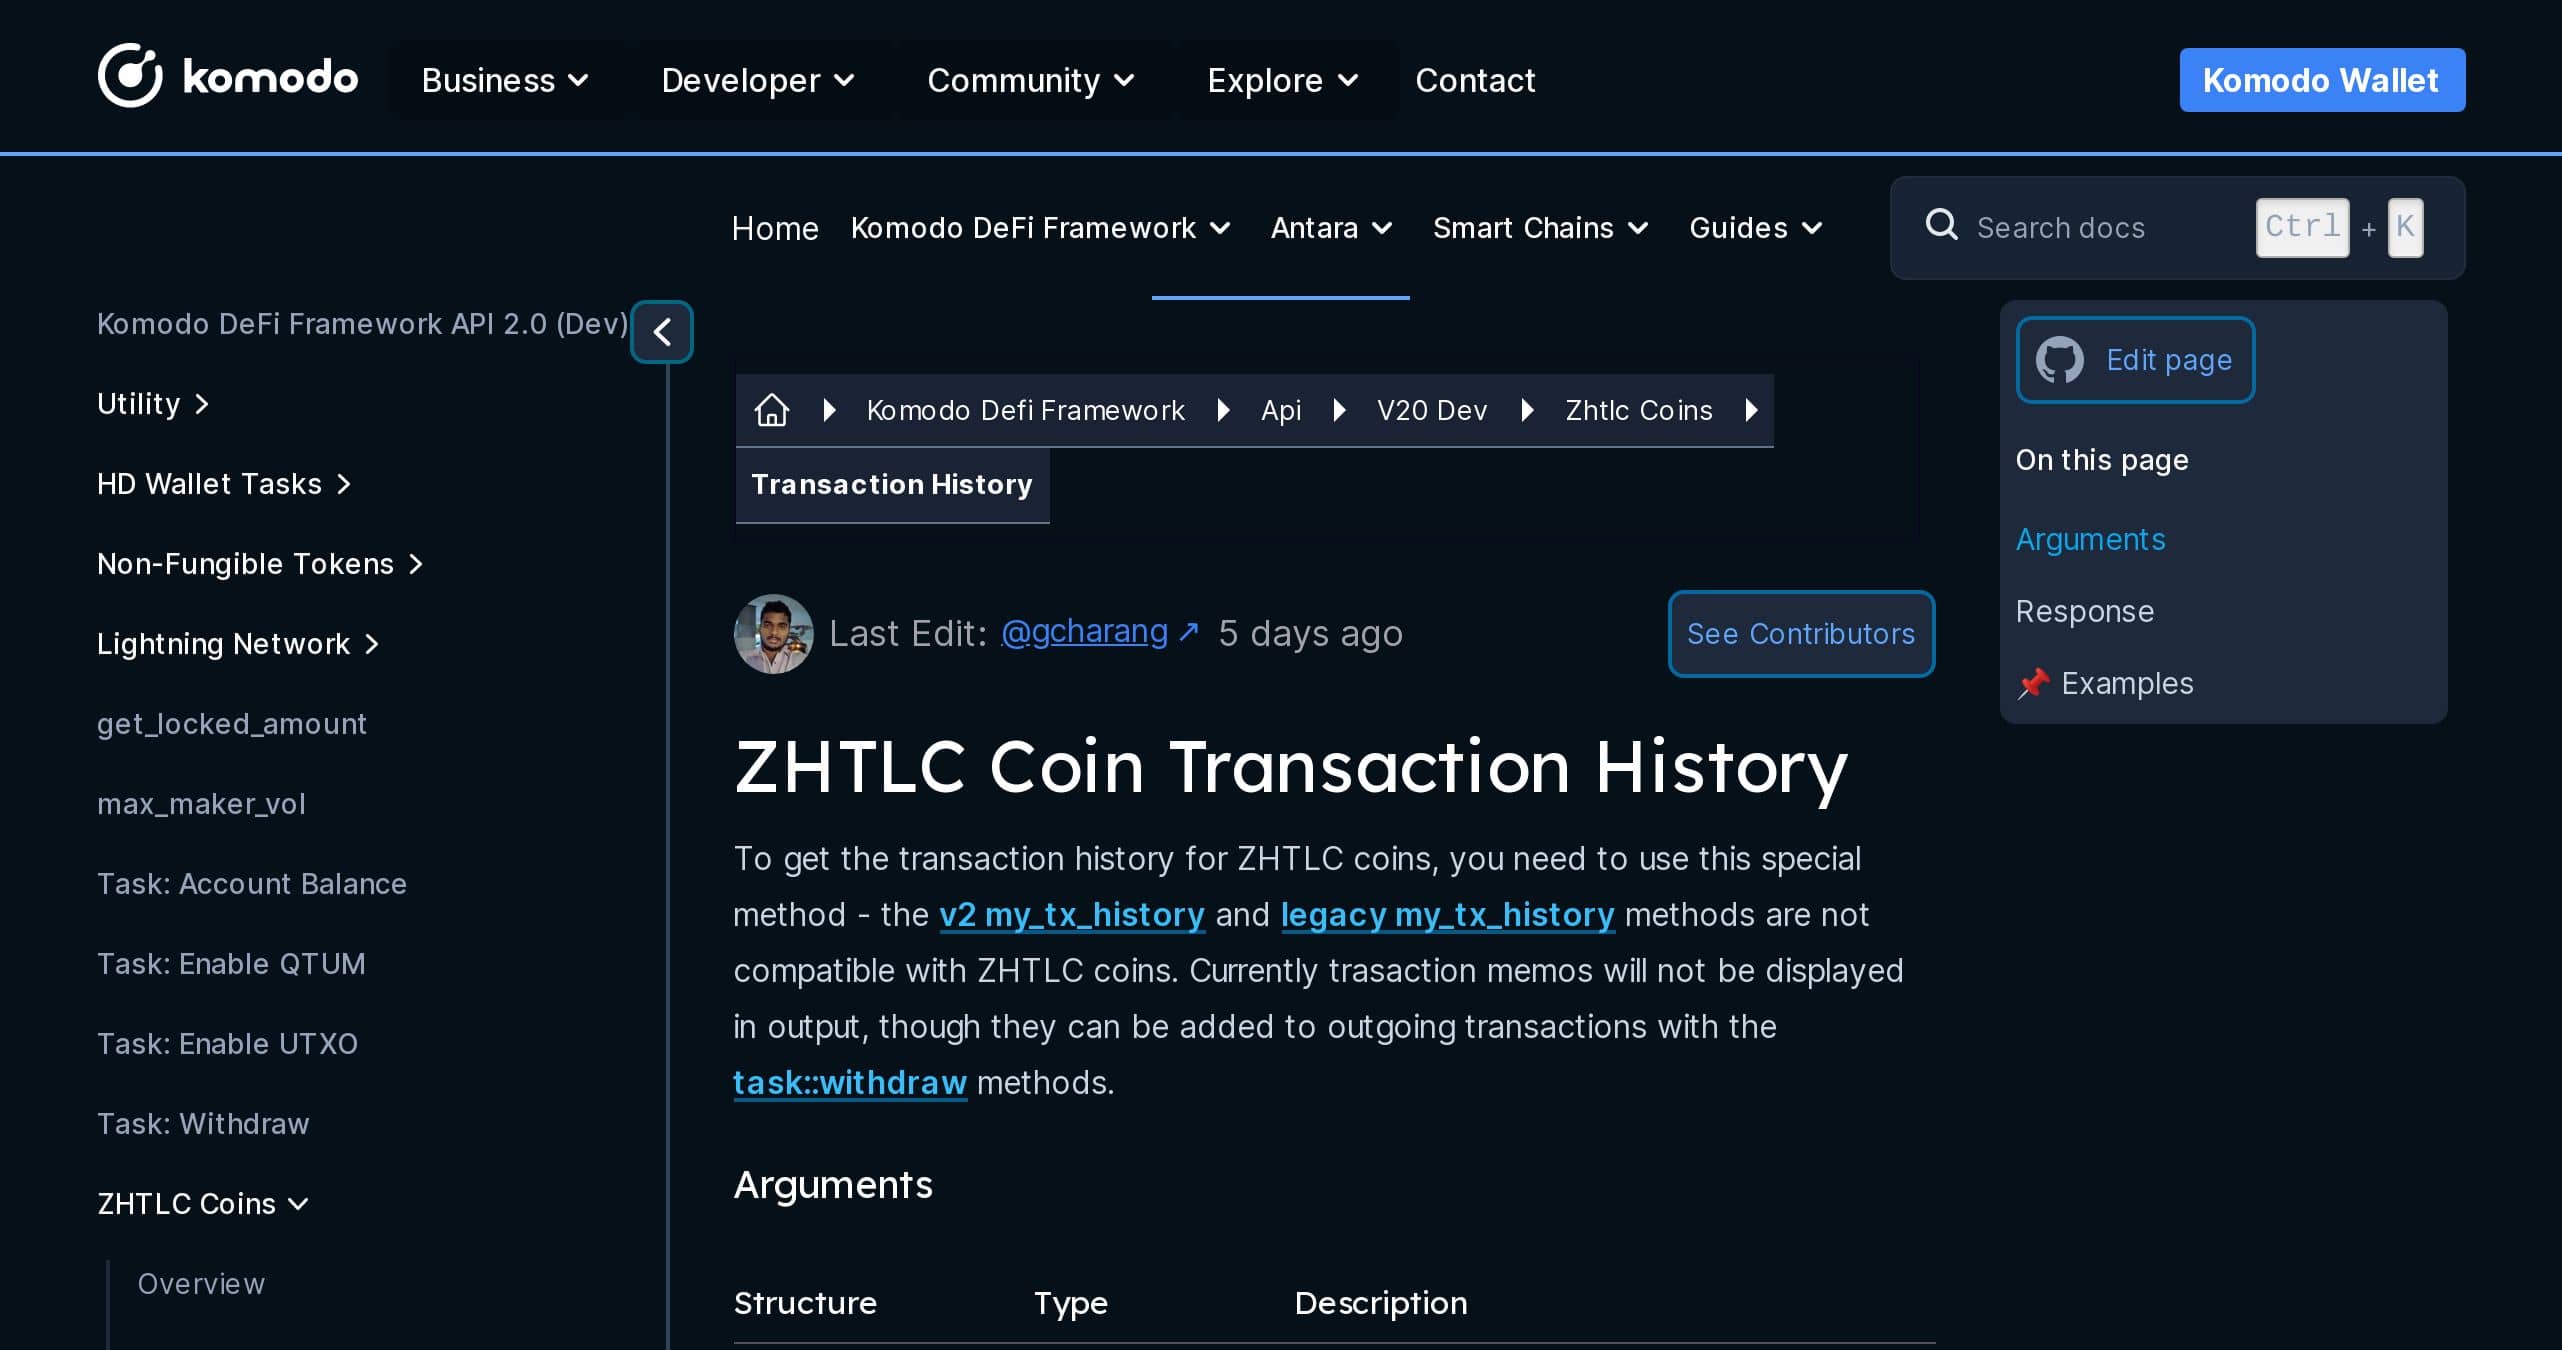 komodo Business Developer Community Explore Contact Komodo Wallet
Home Komodo DeFi Framework Antara Smart Chains Guides Search docs Ctrl + K
Komodo DeFi Framework API 2.0 (Dev)
Utility
HD Wallet Tasks
Non-Fungible Tokens
Lightning Network
get_locked_amount
max_maker_vol
Task: Account Balance
Task: Enable QTUM
Task: Enable UTXO
Task: Withdraw
ZHTLC Coins
Overview
Komodo Defi Framework Api V20 Dev Zhtlc Coins
Transaction History
Last Edit: @gcharang ↗ 5 days ago See Contributors
ZHTLC Coin Transaction History
To get the transaction history for ZHTLC coins, you need to use this special
method - the v2 my_tx_history and legacy my_tx_history methods are not
compatible with ZHTLC coins. Currently trasaction memos will not be displayed
in output, though they can be added to outgoing transactions with the
task::withdraw methods.
Arguments
Structure Type Description
Edit page
On this page
Arguments
Response
📌 Examples